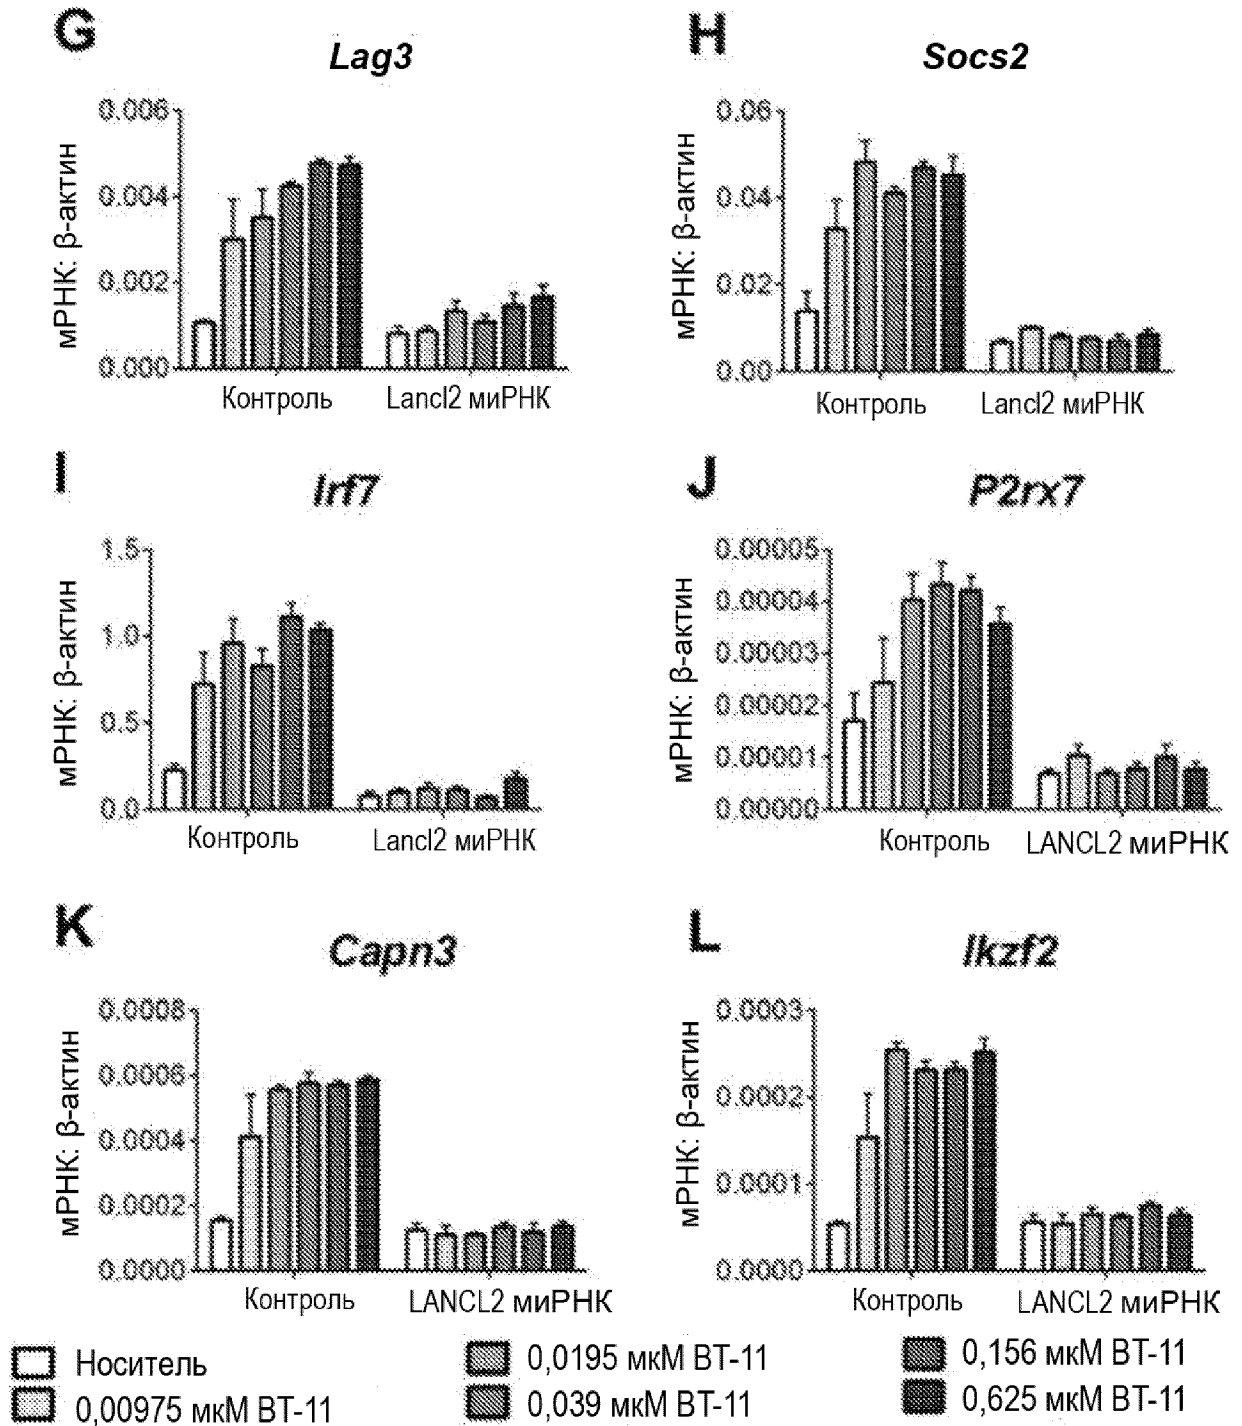 G
Lag3
H
Socs2
мРНК: β-актин
0.006
0.004
0.002
0.000
Контроль
Lancl2 миРНК
мРНК: β-актин
0.06
0.04
0.02
0.00
Контроль
Lancl2 миРНК
I
Irf7
J
P2rx7
мРНК: β-актин
1.5
1.0
0.5
0.0
Контроль
Lancl2 миРНК
мРНК: β-актин
0.00005
0.00004
0.00003
0.00002
0.00001
0.00000
Контроль
LANCL2 миРНК
K
Capn3
L
Ikzf2
мРНК: β-актин
0.0008
0.0006
0.0004
0.0002
0.0000
Контроль
LANCL2 миРНК
мРНК: β-актин
0.0003
0.0002
0.0001
0.0000
Контроль
LANCL2 миРНК
Носитель
0,00975 мкМ BT-11
0,0195 мкМ BT-11
0,039 мкМ BT-11
0,156 мкМ BT-11
0,625 мкМ BT-11